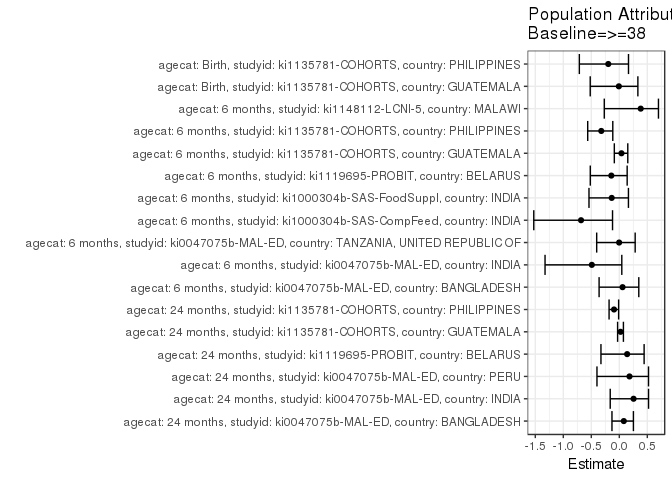 Population Attribut
Baseline=>=38
agecat: Birth, studyid: ki1135781-COHORTS, country: PHILIPPINES
agecat: Birth, studyid: ki1135781-COHORTS, country: GUATEMALA
agecat: 6 months, studyid: ki1148112-LCNI-5, country: MALAWI
agecat: 6 months, studyid: ki1135781-COHORTS, country: PHILIPPINES
agecat: 6 months, studyid: ki1135781-COHORTS, country: GUATEMALA
agecat: 6 months, studyid: ki1119695-PROBIT, country: BELARUS
agecat: 6 months, studyid: ki1000304b-SAS-FoodSuppl, country: INDIA
agecat: 6 months, studyid: ki1000304b-SAS-CompFeed, country: INDIA
agecat: 6 months, studyid: ki0047075b-MAL-ED, country: TANZANIA, UNITED REPUBLIC OF
agecat: 6 months, studyid: ki0047075b-MAL-ED, country: INDIA
agecat: 6 months, studyid: ki0047075b-MAL-ED, country: BANGLADESH
agecat: 24 months, studyid: ki1135781-COHORTS, country: PHILIPPINES
agecat: 24 months, studyid: ki1135781-COHORTS, country: GUATEMALA
agecat: 24 months, studyid: ki1119695-PROBIT, country: BELARUS
agecat: 24 months, studyid: ki0047075b-MAL-ED, country: PERU
agecat: 24 months, studyid: ki0047075b-MAL-ED, country: INDIA
agecat: 24 months, studyid: ki0047075b-MAL-ED, country: BANGLADESH
-1.5 -1.0 -0.5 0.0 0.5
Estimate